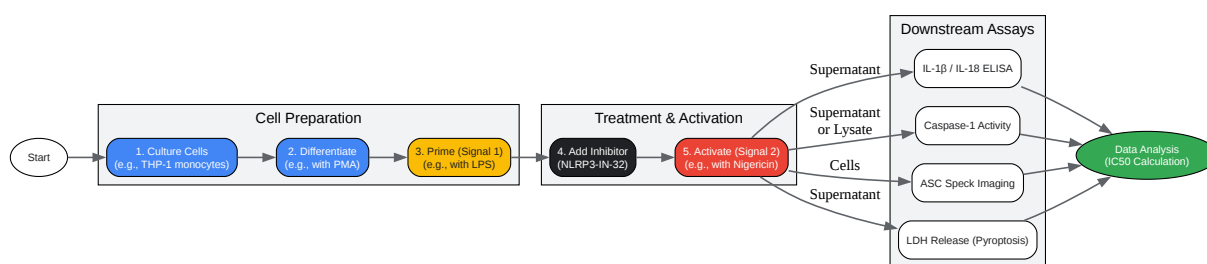 Start
Cell Preparation
1. Culture Cells
(e.g., THP-1 monocytes)
2. Differentiate
(e.g., with PMA)
3. Prime (Signal 1)
(e.g., with LPS)
Treatment & Activation
4. Add Inhibitor
(NLRP3-IN-32)
5. Activate (Signal 2)
(e.g., with Nigericin)
Supernatant
Supernatant
or Lysate
Cells
Supernatant
Downstream Assays
IL-1β / IL-18 ELISA
Caspase-1 Activity
ASC Speck Imaging
LDH Release (Pyroptosis)
Data Analysis
(IC50 Calculation)